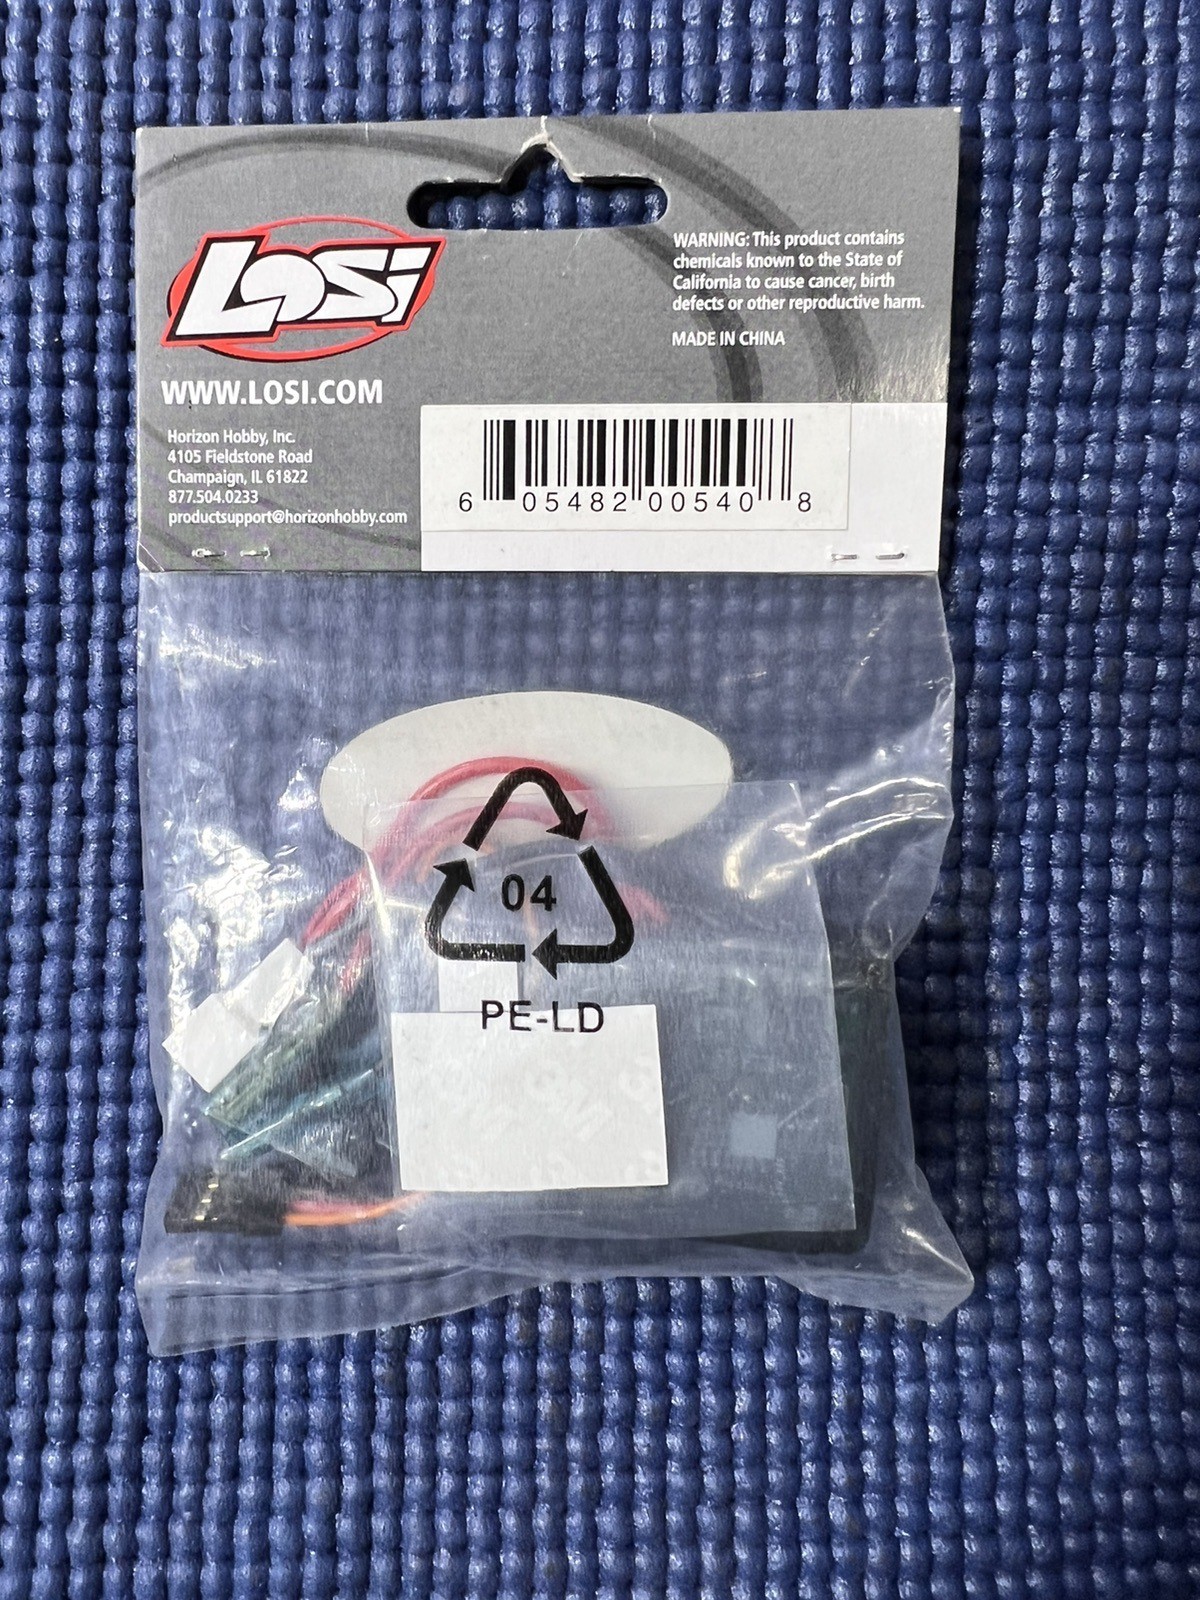 LOSi
WWW.LOSI.COM
Horizon Hobby, Inc.
4105 Fieldstone Road
Champaign, IL 61822
877.504.0233
productsupport@horizonhobby.com
WARNING: This product contains
chemicals known to the State of
California to cause cancer, birth
defects or other reproductive harm.
MADE IN CHINA
6 05482 00540 8
04
PE-LD
3M